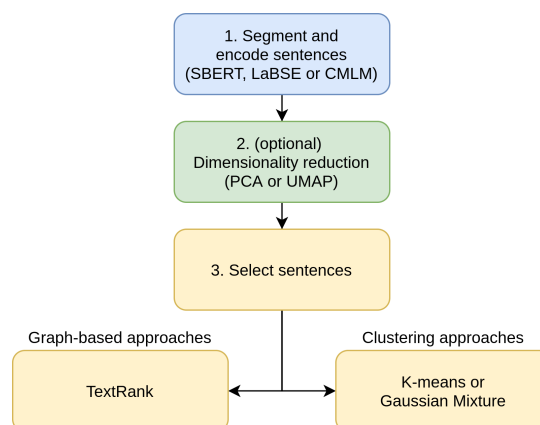 1. Segment and
encode sentences
(SBERT, LaBSE or CMLM)
2. (optional)
Dimensionality reduction
(PCA or UMAP)
3. Select sentences
Graph-based approaches
Clustering approaches
TextRank
K-means or
Gaussian Mixture